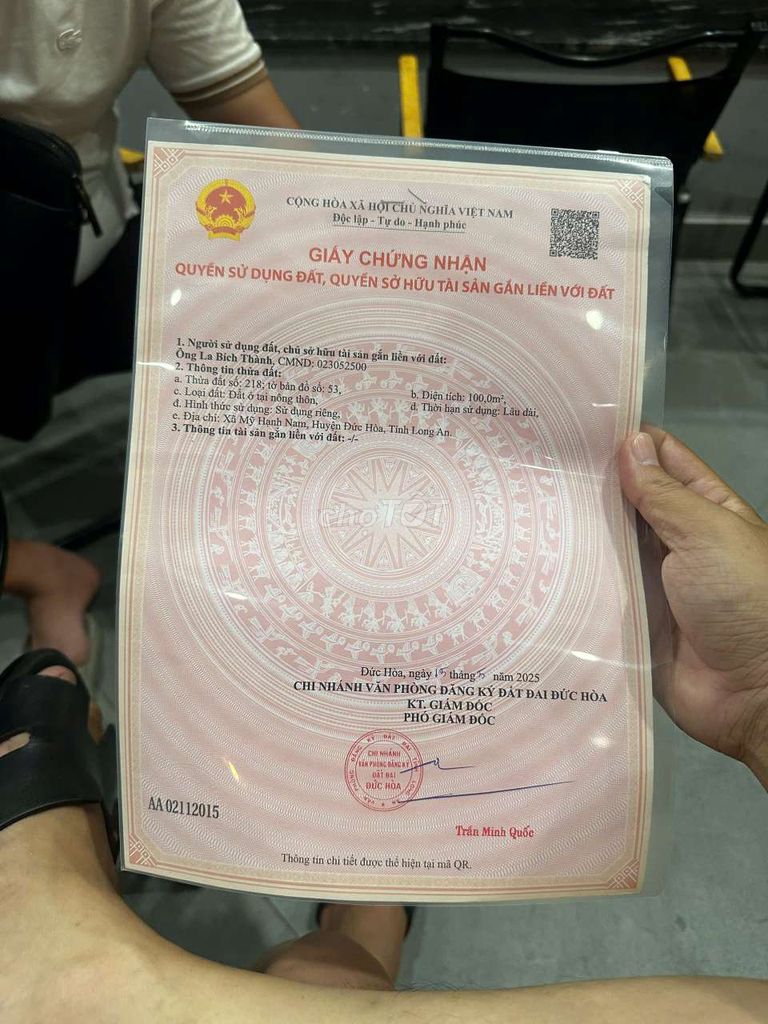 CỘNG HÒA XÃ HỘI CHỦ NGHĨA VIỆT NAM
Độc lập - Tự do - Hạnh phúc
GIẤY CHỨNG NHẬN
QUYỀN SỬ DỤNG ĐẤT, QUYỀN SỞ HỮU TÀI SẢN GẮN LIỀN VỚI ĐẤT
1. Người sử dụng đất, chủ sở hữu tài sản gắn liền với đất:
Ông La Bích Thành, CMND: 023052500
2. Thông tin thửa đất:
a. Thửa đất số: 218; tờ bản đồ số: 53, b. Diện tích: 100,0m²,
c. Loại đất: Đất ở tại nông thôn, d. Thời hạn sử dụng: Lâu dài,
đ. Hình thức sử dụng: Sử dụng riêng,
e. Địa chỉ: Xã Mỹ Hạnh Nam, Huyện Đức Hòa, Tỉnh Long An.
3. Thông tin tài sản gắn liền với đất: -/-
choTỐT
Đức Hòa, ngày tháng năm 2025
CHI NHÁNH VĂN PHÒNG ĐĂNG KÝ ĐẤT ĐAI ĐỨC HÒA
KT. GIÁM ĐỐC
PHÓ GIÁM ĐỐC
CHI NHÁNH
VĂN PHÒNG ĐĂNG KÝ
ĐẤT ĐAI
ĐỨC HÒA
AA 02112015
Trần Minh Quốc
Thông tin chi tiết được thể hiện tại mã QR.